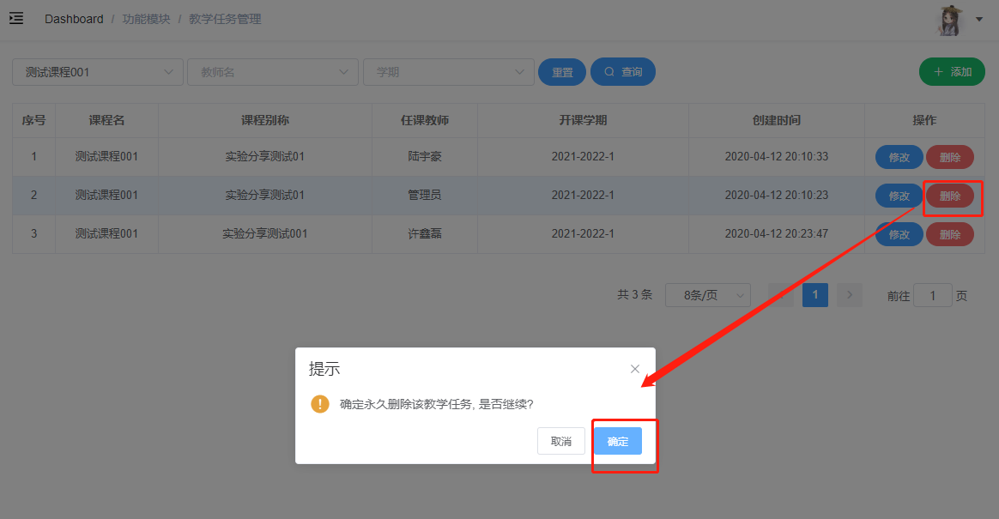 Dashboard / 功能模块 / 教学任务管理
测试课程001 教师名 学期 重置 查询 添加
序号 课程名 课程别称 任课教师 开课学期 创建时间 操作
1 测试课程001 实验分享测试01 陆宇豪 2021-2022-1 2020-04-12 20:10:33 修改 删除
2 测试课程001 实验分享测试01 管理员 2021-2022-1 2020-04-12 20:10:23 修改 删除
3 测试课程001 实验分享测试001 许鑫磊 2021-2022-1 2020-04-12 20:23:47 修改 删除
共 3 条 8条/页 1 前往 1 页
提示
确定永久删除该教学任务, 是否继续?
取消 确定